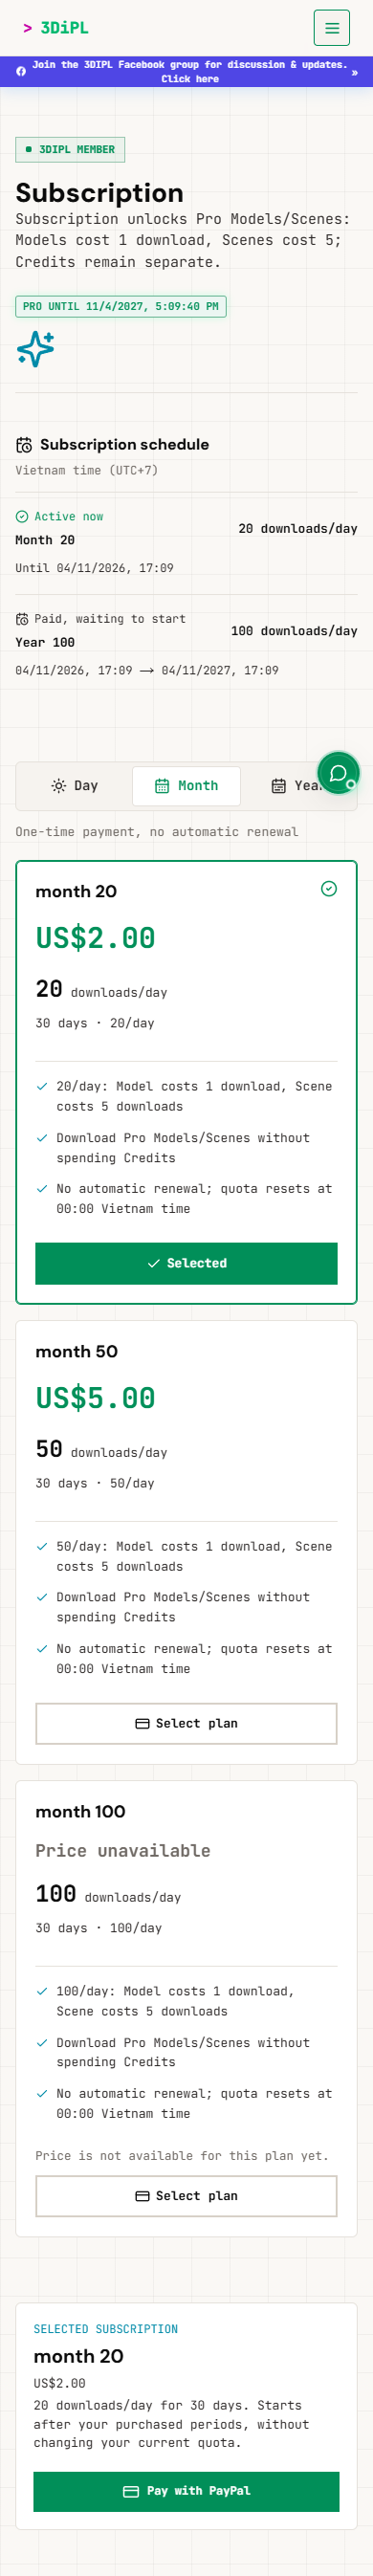 > 3DiPL
Join the 3DIPL Facebook group for discussion & updates. »
Click here
3DIPL MEMBER
Subscription
Subscription unlocks Pro Models/Scenes:
Models cost 1 download, Scenes cost 5;
Credits remain separate.
PRO UNTIL 11/4/2027, 5:09:40 PM
Subscription schedule
Vietnam time (UTC+7)
Active now
20 downloads/day
Month 20
Until 04/11/2026, 17:09
Paid, waiting to start
100 downloads/day
Year 100
04/11/2026, 17:09 → 04/11/2027, 17:09
Day
Month
One-time payment, no automatic renewal
month 20
US$2.00
20 downloads/day
30 days · 20/day
20/day: Model costs 1 download, Scene
costs 5 downloads
Download Pro Models/Scenes without
spending Credits
No automatic renewal; quota resets at
00:00 Vietnam time
Selected
month 50
US$5.00
50 downloads/day
30 days · 50/day
50/day: Model costs 1 download, Scene
costs 5 downloads
Download Pro Models/Scenes without
spending Credits
No automatic renewal; quota resets at
00:00 Vietnam time
Select plan
month 100
Price unavailable
100 downloads/day
30 days · 100/day
100/day: Model costs 1 download,
Scene costs 5 downloads
Download Pro Models/Scenes without
spending Credits
No automatic renewal; quota resets at
00:00 Vietnam time
Price is not available for this plan yet.
Select plan
SELECTED SUBSCRIPTION
month 20
US$2.00
20 downloads/day for 30 days. Starts
after your purchased periods, without
changing your current quota.
Pay with PayPal